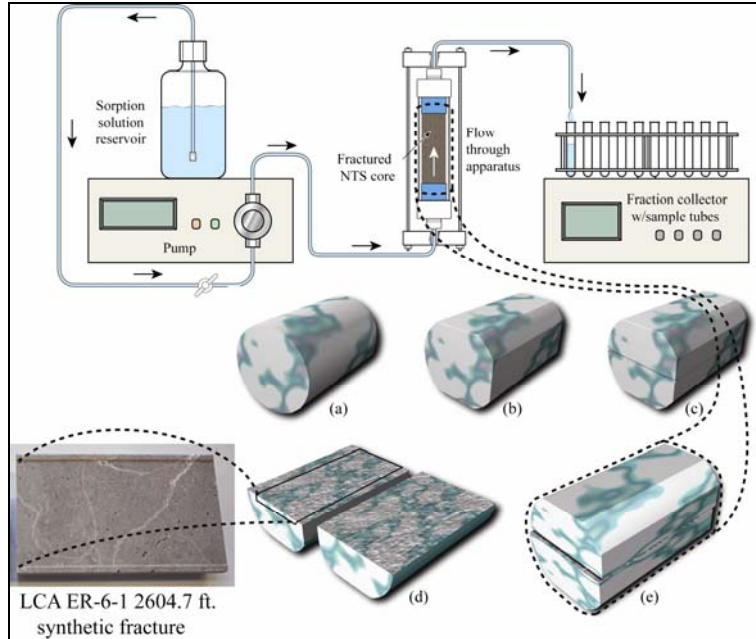 Sorption
solution
reservoir
Pump
Fractured
NTS core
Flow
through
apparatus
Fraction collector
w/sample tubes
(a)
(b)
(c)
(d)
(e)
LCA ER-6-1 2604.7 ft.
synthetic fracture